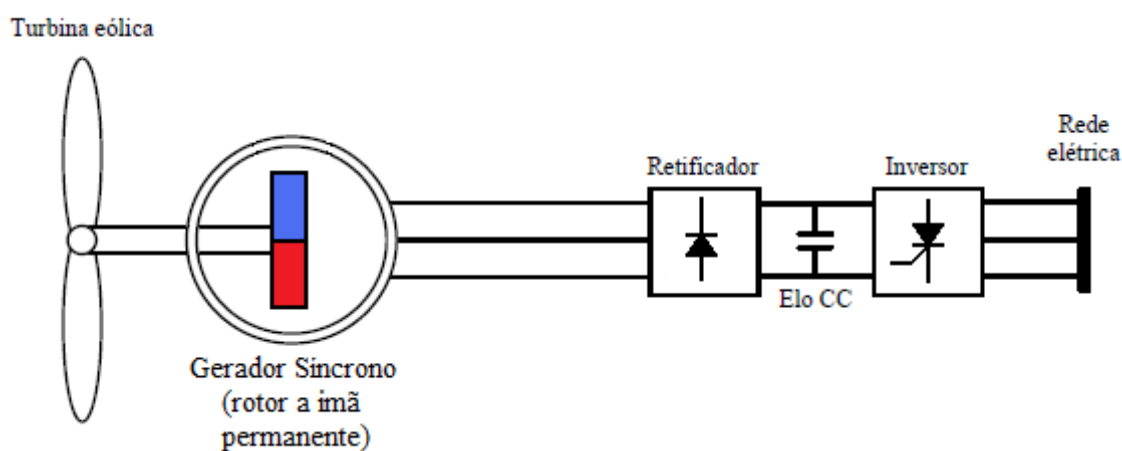 Turbina eólica
Rede
elétrica
Retificador
Inversor
Elo CC
Gerador Síncrono
(rotor a imã
permanente)